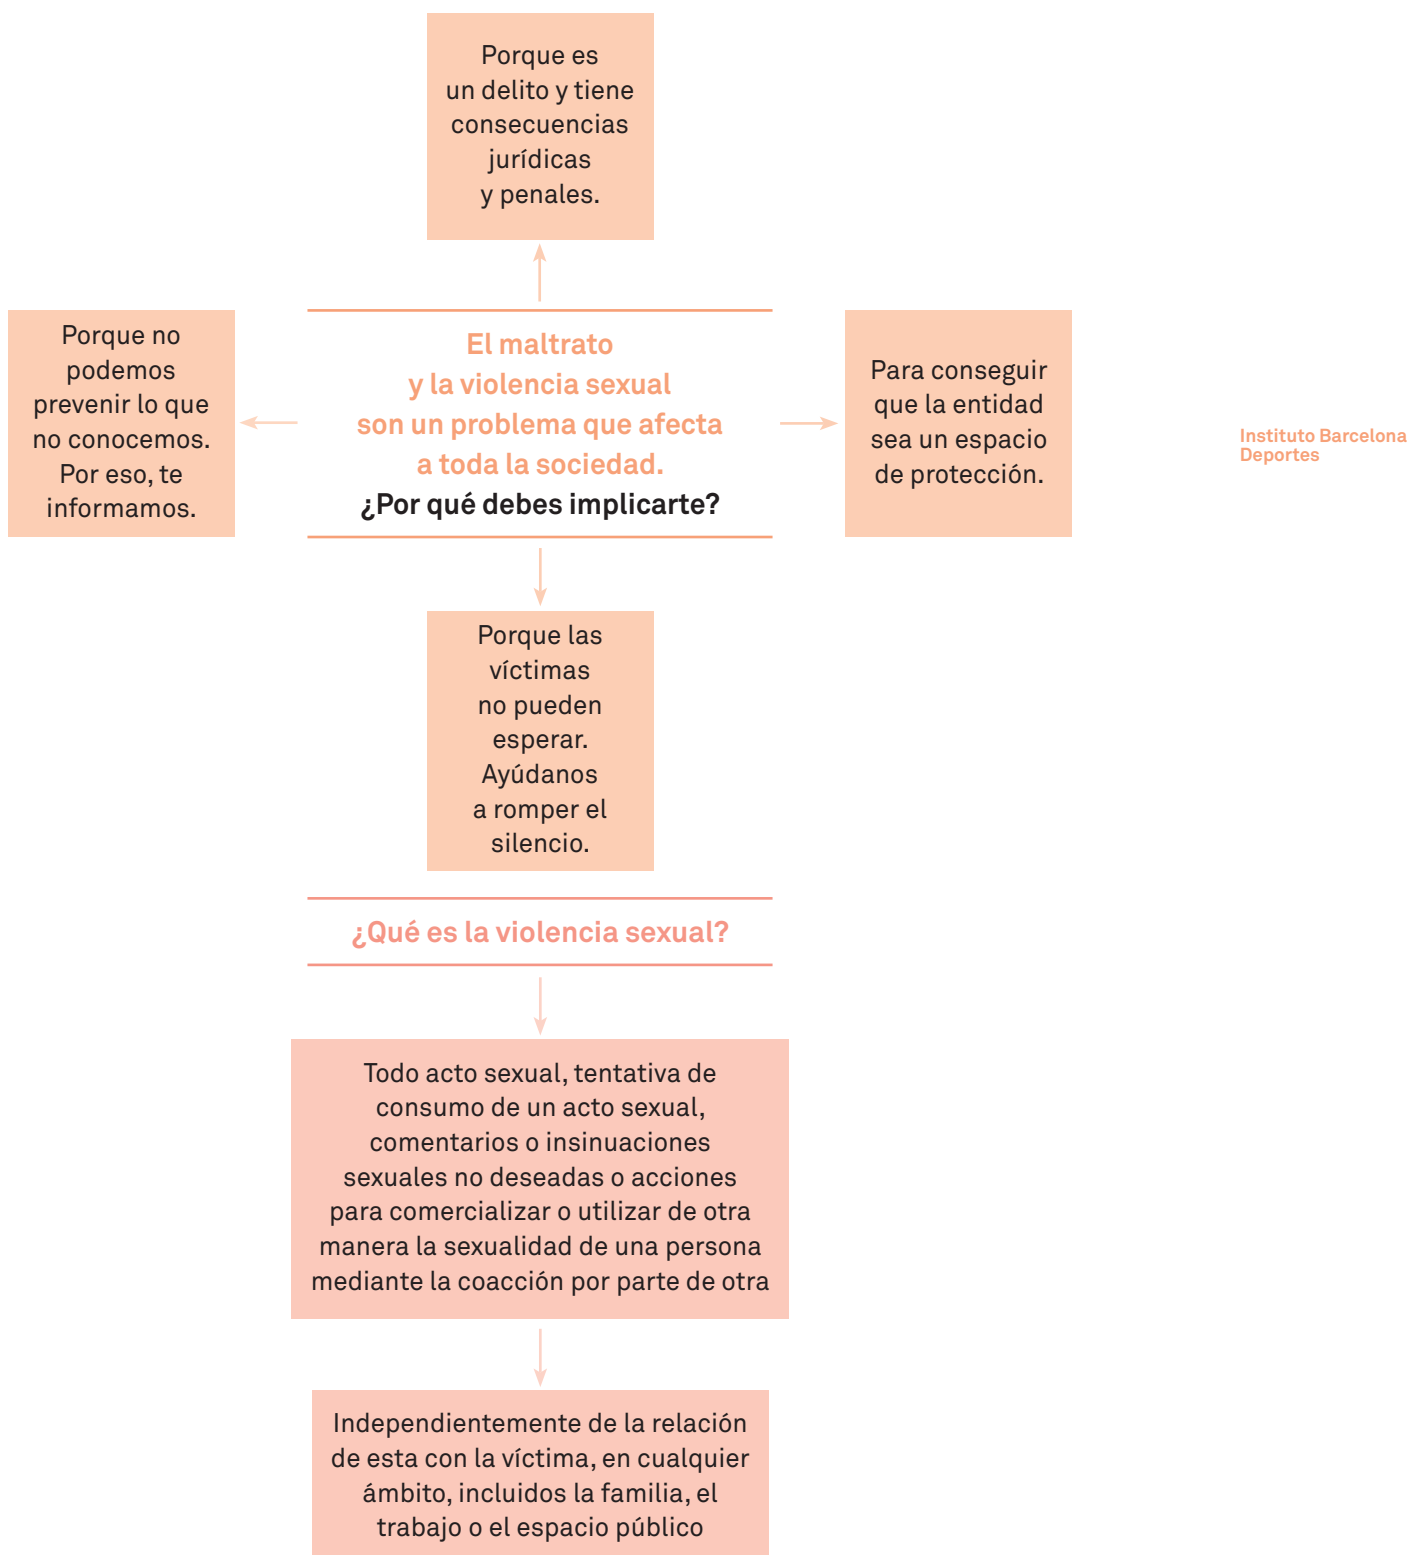 Porque es
un delito y tiene
consecuencias
jurídicas
y penales.
Porque no
podemos
prevenir lo que
no conocemos.
Por eso, te
informamos.
El maltrato
y la violencia sexual
son un problema que afecta
a toda la sociedad.
¿Por qué debes implicarte?
Para conseguir
que la entidad
sea un espacio
de protección.
Instituto Barcelona
Deportes
Porque las
víctimas
no pueden
esperar.
Ayúdanos
a romper el
silencio.
¿Qué es la violencia sexual?
Todo acto sexual, tentativa de
consumo de un acto sexual,
comentarios o insinuaciones
sexuales no deseadas o acciones
para comercializar o utilizar de otra
manera la sexualidad de una persona
mediante la coacción por parte de otra
Independientemente de la relación
de esta con la víctima, en cualquier
ámbito, incluidos la familia, el
trabajo o el espacio público